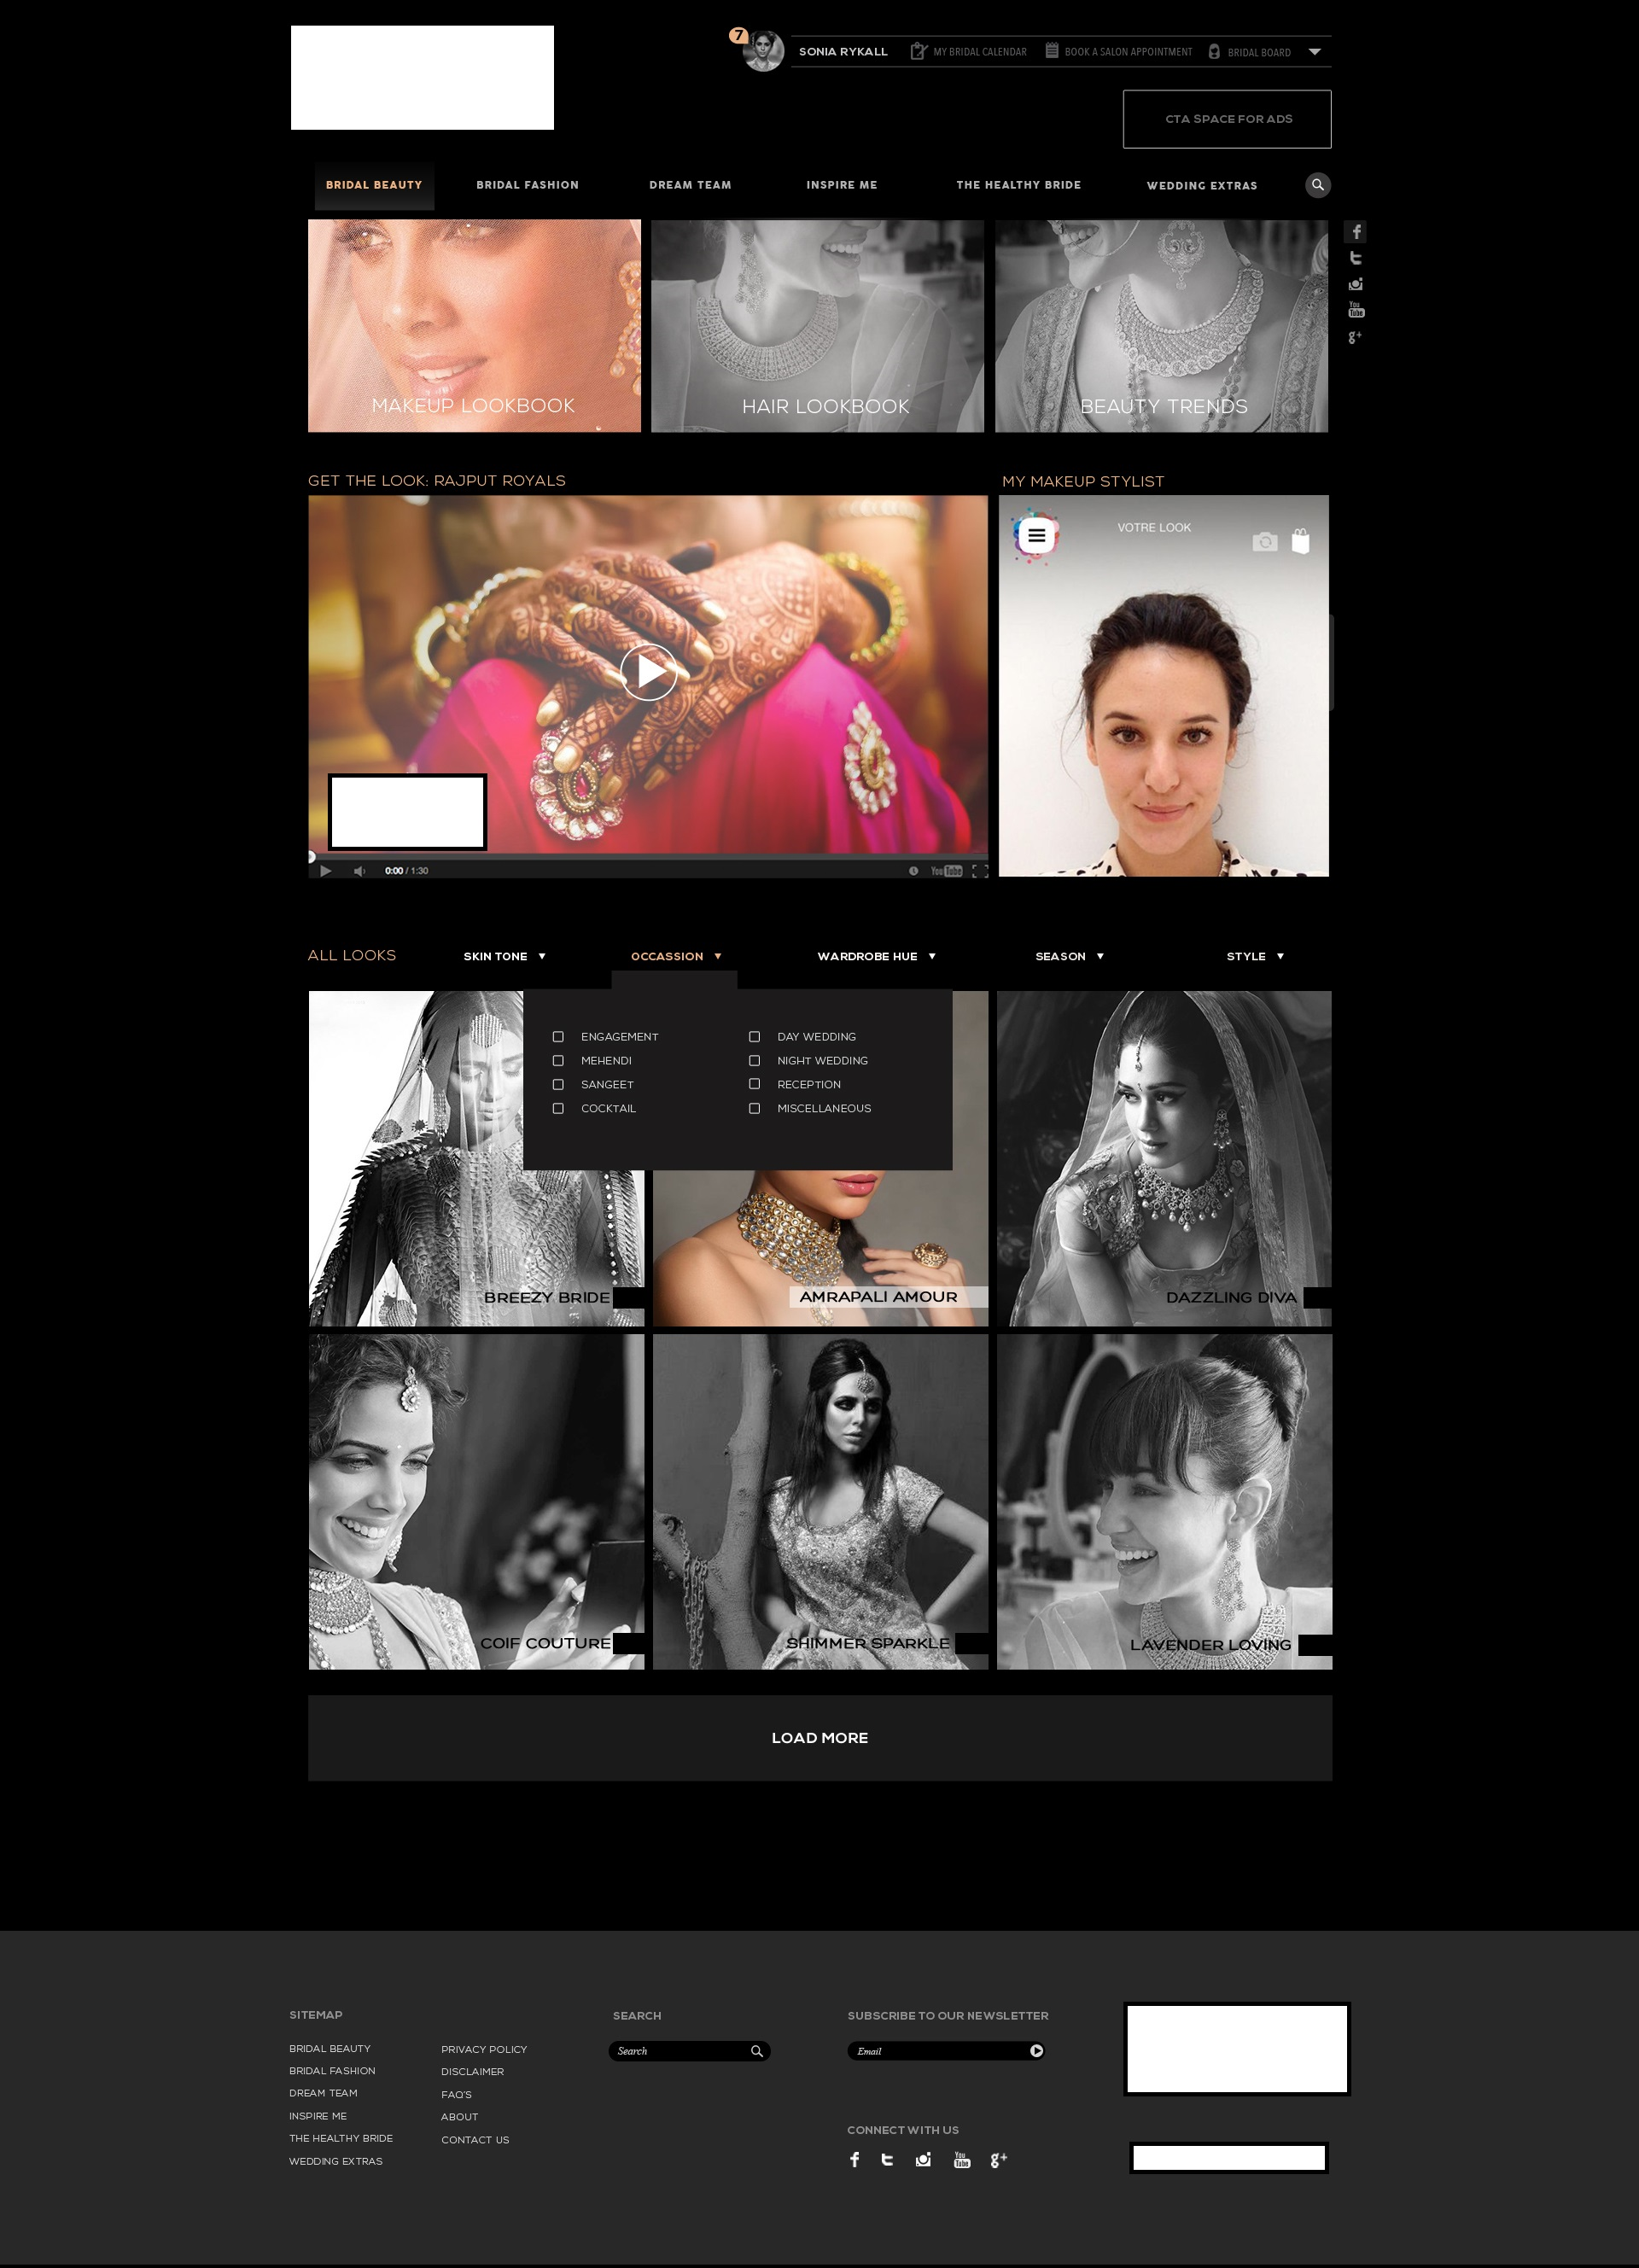 7
SONIA RYKALL
MY BRIDAL CALENDAR
BOOK A SALON APPOINTMENT
BRIDAL BOARD
CTA SPACE FOR ADS
BRIDAL BEAUTY
BRIDAL FASHION
DREAM TEAM
INSPIRE ME
THE HEALTHY BRIDE
WEDDING EXTRAS
MAKEUP LOOKBOOK
HAIR LOOKBOOK
BEAUTY TRENDS
You Tube
g+
GET THE LOOK: RAJPUT ROYALS
MY MAKEUP STYLIST
VOTRE LOOK
0:00 / 1:30
YouTube
ALL LOOKS
SKIN TONE
OCCASSION
WARDROBE HUE
SEASON
STYLE
ENGAGEMENT
MEHENDI
SANGEET
COCKTAIL
DAY WEDDING
NIGHT WEDDING
RECEPTION
MISCELLANEOUS
BREEZY BRIDE
AMRAPALI AMOUR
DAZZLING DIVA
COIF COUTURE
SHIMMER SPARKLE
LAVENDER LOVING
LOAD MORE
SITEMAP
BRIDAL BEAUTY
BRIDAL FASHION
DREAM TEAM
INSPIRE ME
THE HEALTHY BRIDE
WEDDING EXTRAS
PRIVACY POLICY
DISCLAIMER
FAQ'S
ABOUT
CONTACT US
SEARCH
Search
SUBSCRIBE TO OUR NEWSLETTER
Email
CONNECT WITH US
You Tube
g+